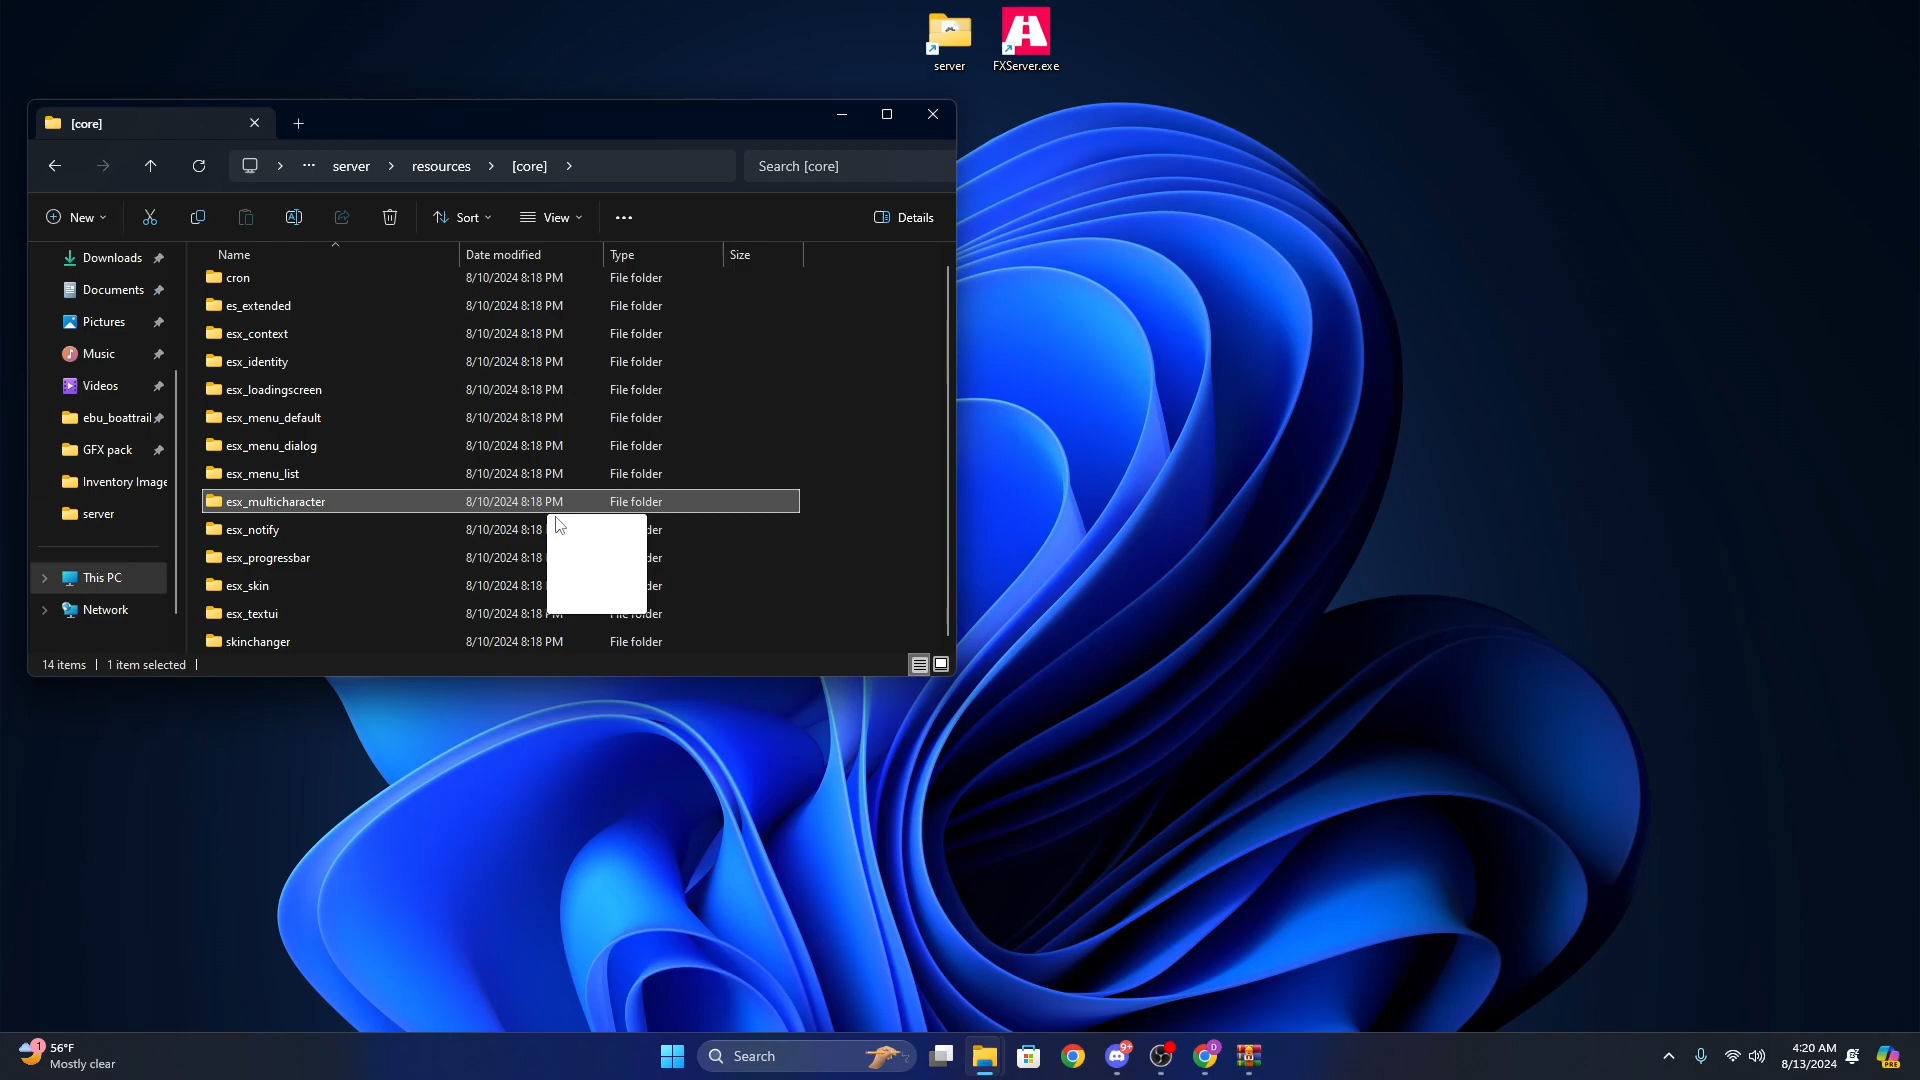 server
FXServer.exe
[core]
server
resources
[core]
Search [core]
New
Sort
View
Details
Name
Date modified
Type
Size
Downloads
Documents
Pictures
Music
Videos
ebu_boattrail
GFX pack
Inventory Image
server
This PC
Network
cron 8/10/2024 8:18 PM File folder
es_extended 8/10/2024 8:18 PM File folder
esx_context 8/10/2024 8:18 PM File folder
esx_identity 8/10/2024 8:18 PM File folder
esx_loadingscreen 8/10/2024 8:18 PM File folder
esx_menu_default 8/10/2024 8:18 PM File folder
esx_menu_dialog 8/10/2024 8:18 PM File folder
esx_menu_list 8/10/2024 8:18 PM File folder
esx_multicharacter 8/10/2024 8:18 PM File folder
esx_notify 8/10/2024 8:18 der
esx_progressbar 8/10/2024 8:18 der
esx_skin 8/10/2024 8:18 der
esx_textui 8/10/2024 8:18 PM File folder
skinchanger 8/10/2024 8:18 PM File folder
14 items
1 item selected
1
56°F
Mostly clear
Search
9+
D
4:20 AM
8/13/2024
PRE